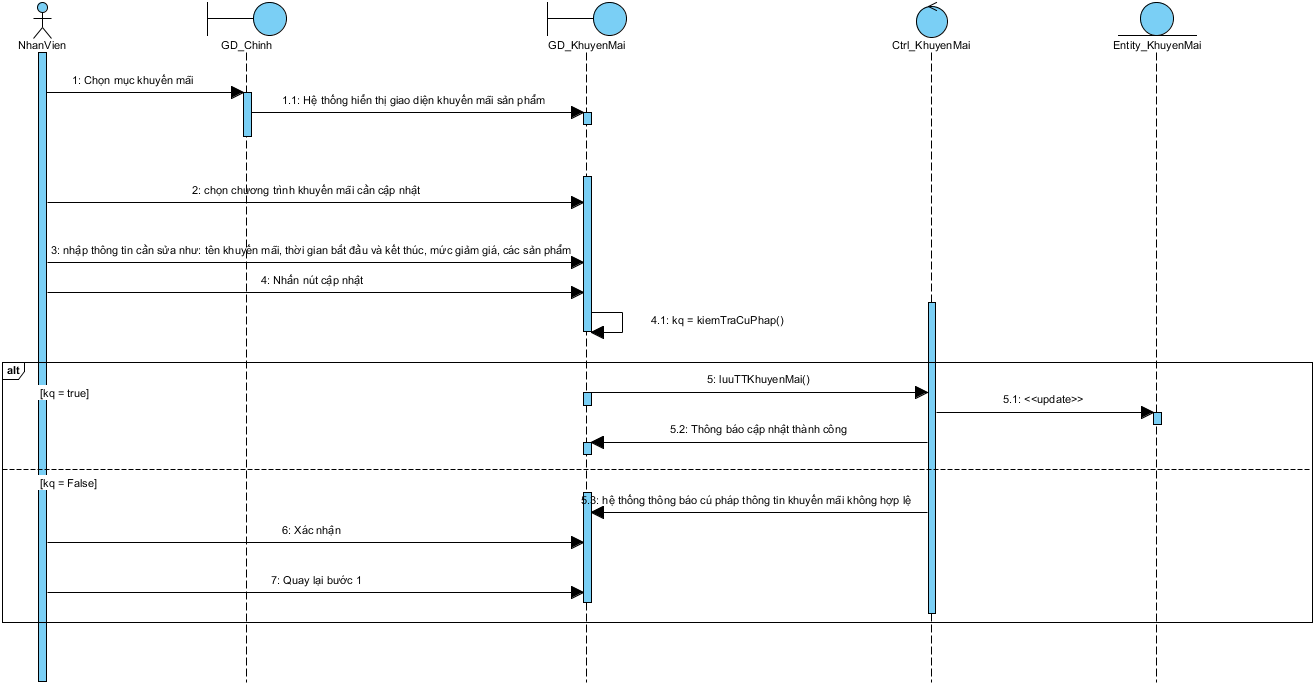 NhanVien
GD_Chinh
GD_KhuyenMai
Ctrl_KhuyenMai
Entity_KhuyenMai
1: Chọn mục khuyến mãi
1.1: Hệ thống hiển thị giao diện khuyến mãi sản phẩm
2: chọn chương trình khuyến mãi cần cập nhật
3: nhập thông tin cần sửa như: tên khuyến mãi, thời gian bắt đầu và kết thúc, mức giảm giá, các sản phẩm
4: Nhấn nút cập nhật
4.1: kq = kiemTraCuPhap()
alt
[kq = true]
5: luuTTKhuyenMai()
5.1: <<update>>
5.2: Thông báo cập nhật thành công
[kq = False]
5.3: hệ thống thông báo cú pháp thông tin khuyến mãi không hợp lệ
6: Xác nhận
7: Quay lại bước 1